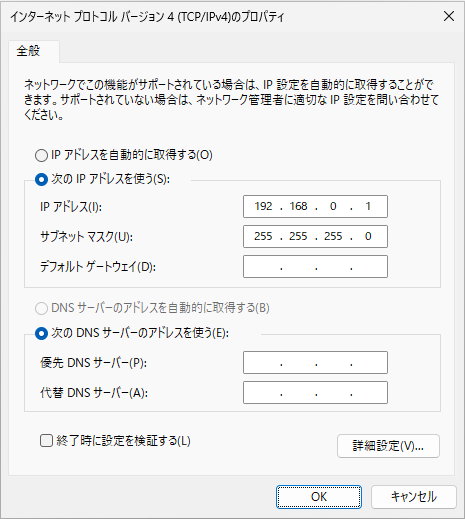 インターネット プロトコル バージョン 4 (TCP/IPv4)のプロパティ
全般
ネットワークでこの機能がサポートされている場合は、IP 設定を自動的に取得することがで
きます。サポートされていない場合は、ネットワーク管理者に適切な IP 設定を問い合わせて
ください。
IP アドレスを自動的に取得する(O)
次の IP アドレスを使う(S):
IP アドレス(I): 192 . 168 . 0 . 1
サブネット マスク(U): 255 . 255 . 255 . 0
デフォルト ゲートウェイ(D): . . .
DNS サーバーのアドレスを自動的に取得する(B)
次の DNS サーバーのアドレスを使う(E):
優先 DNS サーバー(P): . . .
代替 DNS サーバー(A): . . .
終了時に設定を検証する(L)
詳細設定(V)...
OK キャンセル